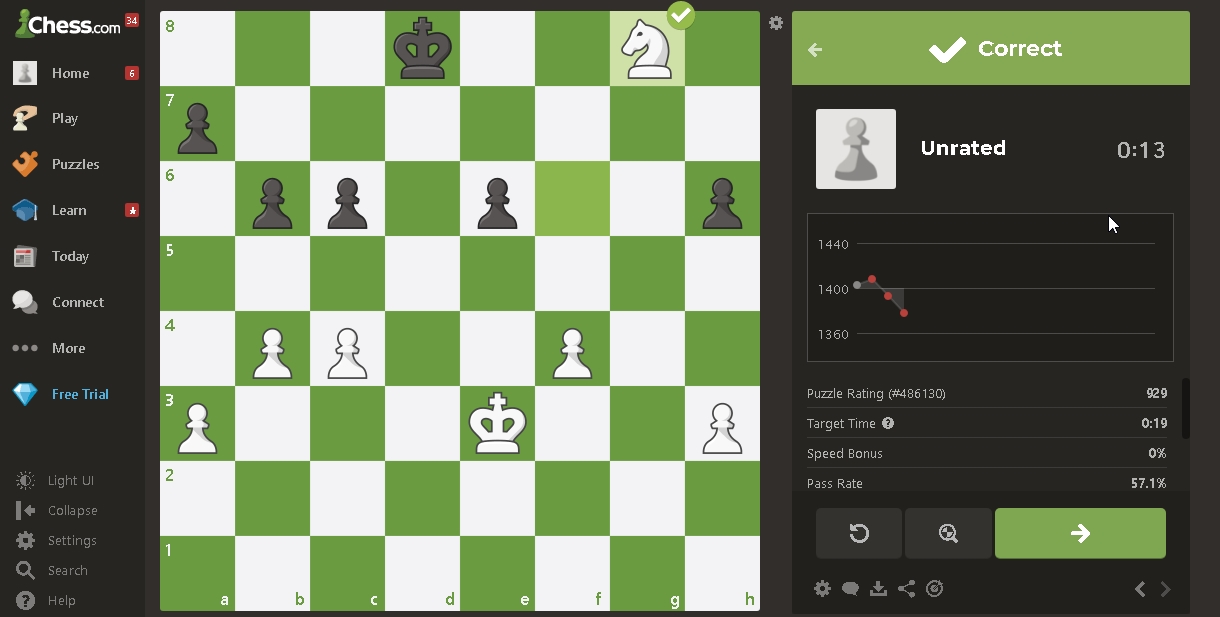 Chess.com 34
Home 6
Play
Puzzles
Learn
Today
Connect
More
Free Trial
Light UI
Collapse
Settings
Search
Help
8
7
6
5
4
3
2
1
a b c d e f g h
Correct
Unrated 0:13
1440
1400
1360
Puzzle Rating (#486130) 929
Target Time ? 0:19
Speed Bonus 0%
Pass Rate 57.1%